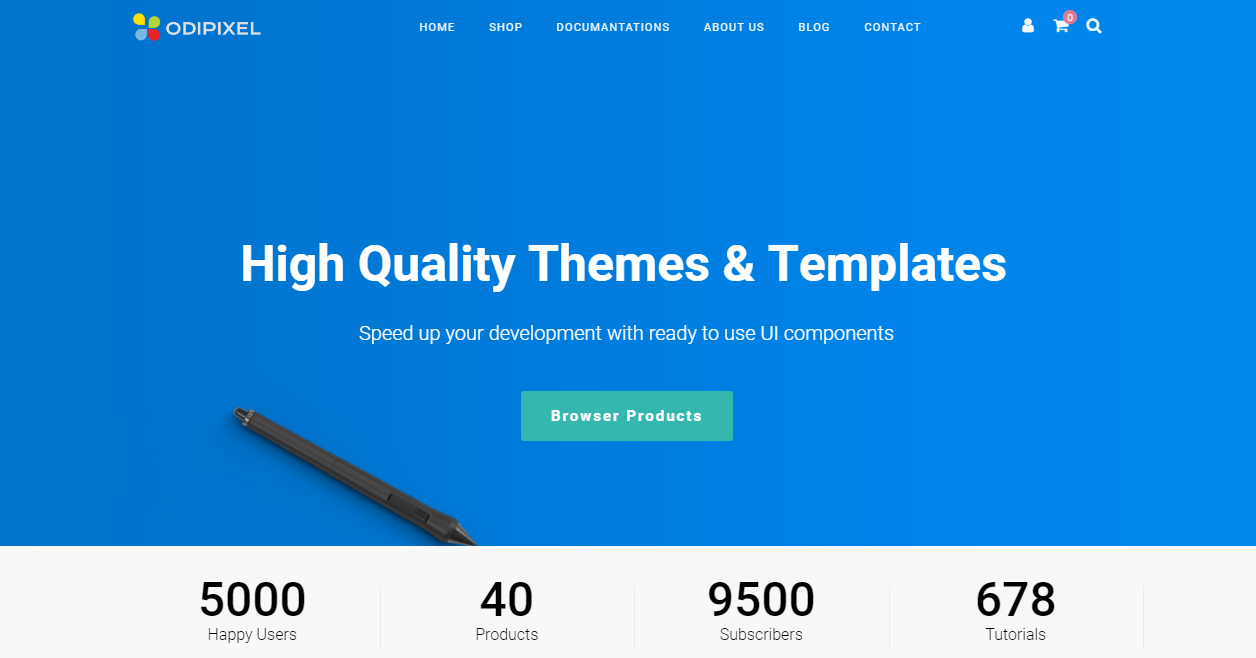 ODIPIXEL
HOME SHOP DOCUMANTATIONS ABOUT US BLOG CONTACT
0
High Quality Themes & Templates
Speed up your development with ready to use UI components
Browser Products
5000 40 9500 678
Happy Users Products Subscribers Tutorials